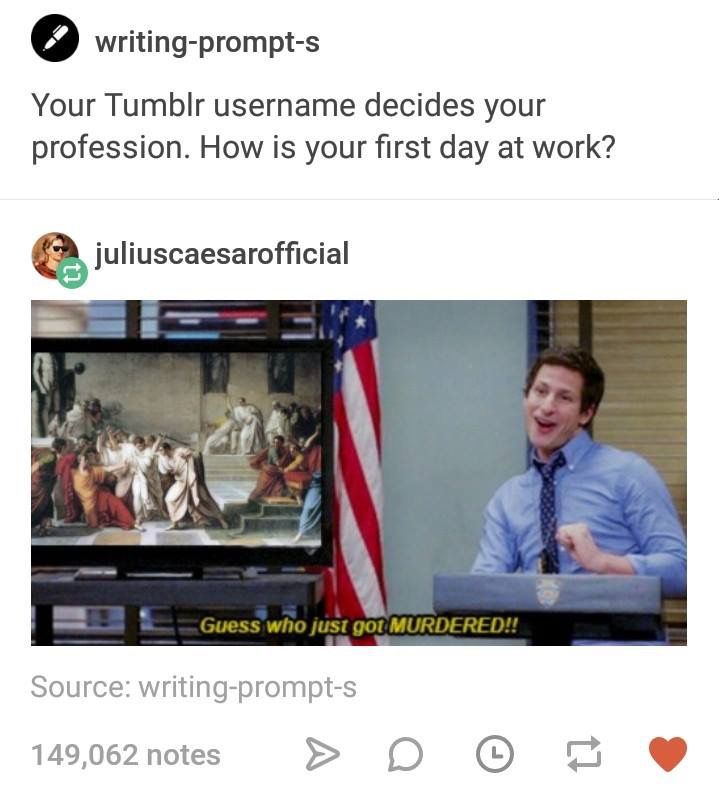 writing-prompt-s
Your Tumblr username decides your
profession. How is your first day at work?
juliuscaesarofficial
Guess who just got MURDERED!!
Source: writing-prompt-s
149,062 notes